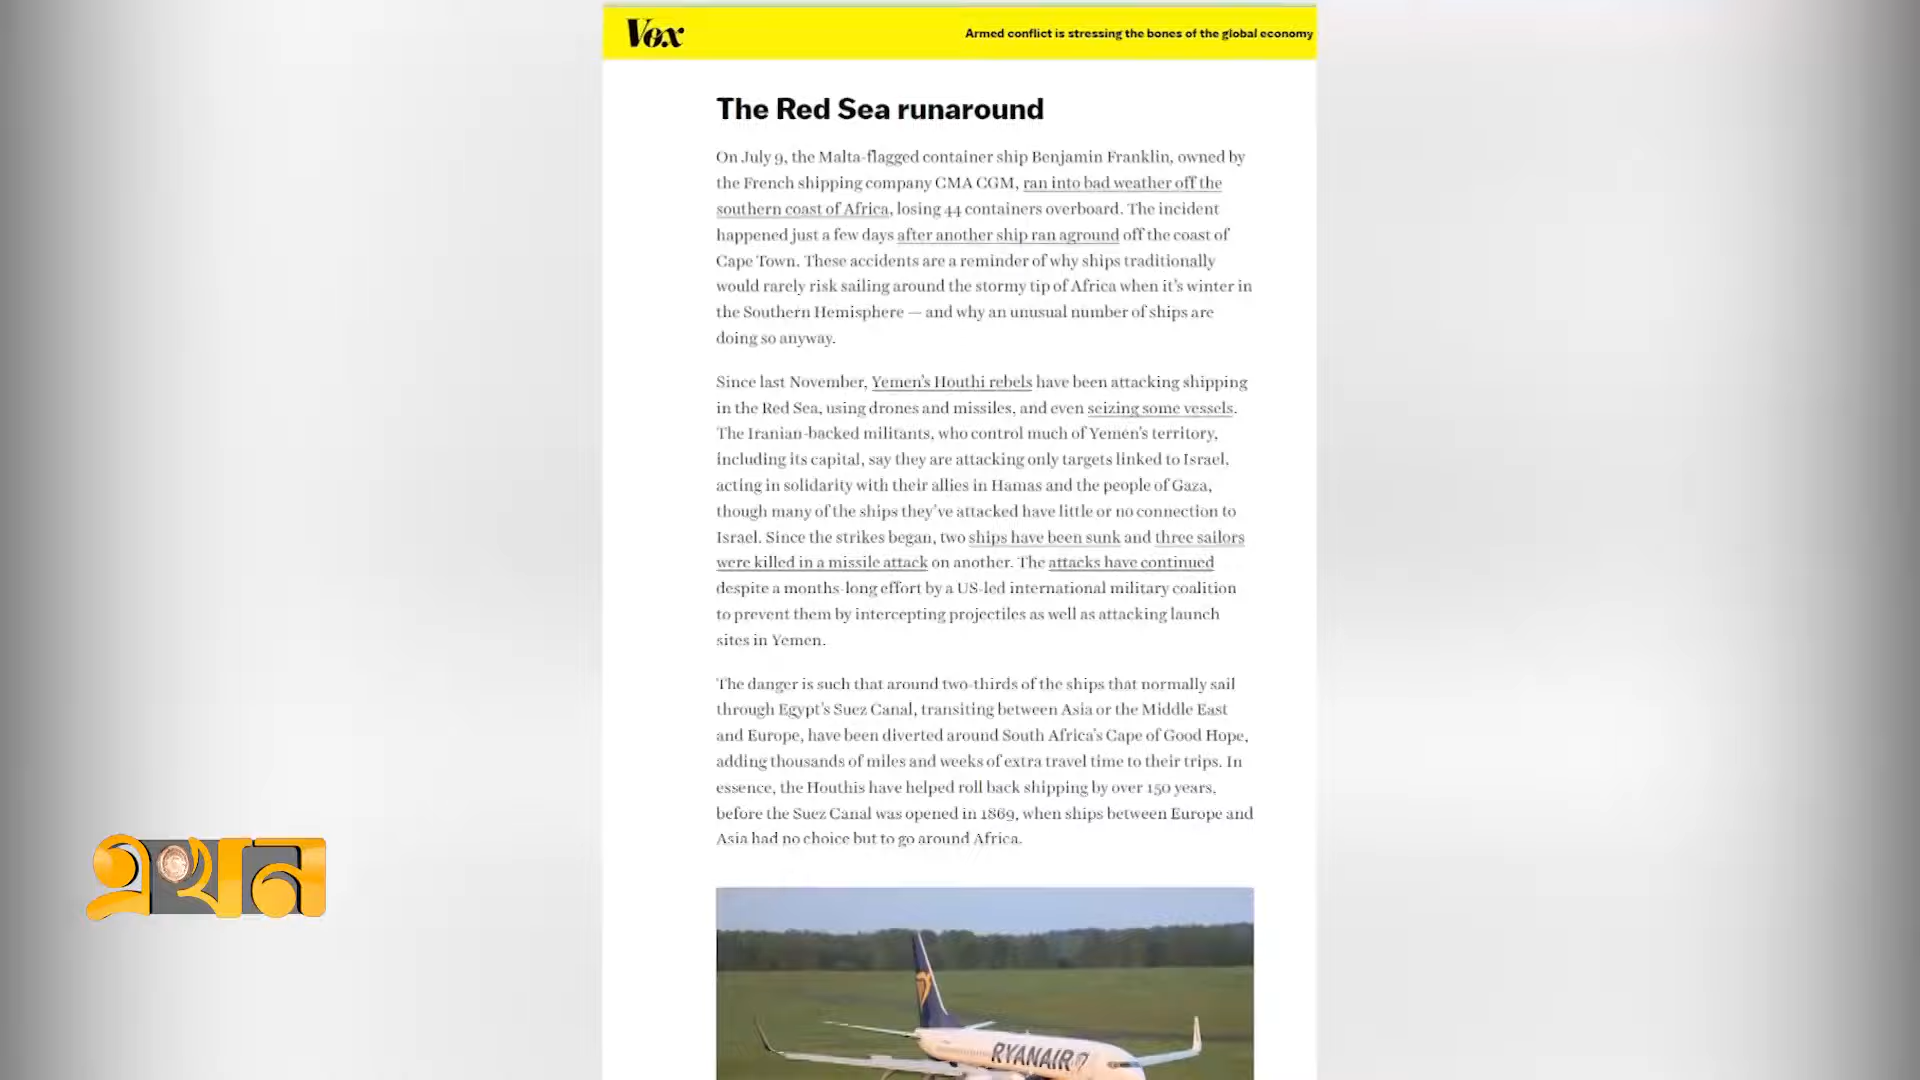 Vox
Armed conflict is stressing the bones of the global economy
The Red Sea runaround
On July 9, the Malta-flagged container ship Benjamin Franklin, owned by
the French shipping company CMA CGM, ran into bad weather off the
southern coast of Africa, losing 44 containers overboard. The incident
happened just a few days after another ship ran aground off the coast of
Cape Town. These accidents are a reminder of why ships traditionally
would rarely risk sailing around the stormy tip of Africa when it's winter in
the Southern Hemisphere — and why an unusual number of ships are
doing so anyway.
Since last November, Yemen's Houthi rebels have been attacking shipping
in the Red Sea, using drones and missiles, and even seizing some vessels.
The Iranian-backed militants, who control much of Yemen's territory,
including its capital, say they are attacking only targets linked to Israel,
acting in solidarity with their allies in Hamas and the people of Gaza,
though many of the ships they've attacked have little or no connection to
Israel. Since the strikes began, two ships have been sunk and three sailors
were killed in a missile attack on another. The attacks have continued
despite a months-long effort by a US-led international military coalition
to prevent them by intercepting projectiles as well as attacking launch
sites in Yemen.
The danger is such that around two-thirds of the ships that normally sail
through Egypt's Suez Canal, transiting between Asia or the Middle East
and Europe, have been diverted around South Africa's Cape of Good Hope,
adding thousands of miles and weeks of extra travel time to their trips. In
essence, the Houthis have helped roll back shipping by over 150 years,
before the Suez Canal was opened in 1869, when ships between Europe and
Asia had no choice but to go around Africa.
এখন
RYANAIR